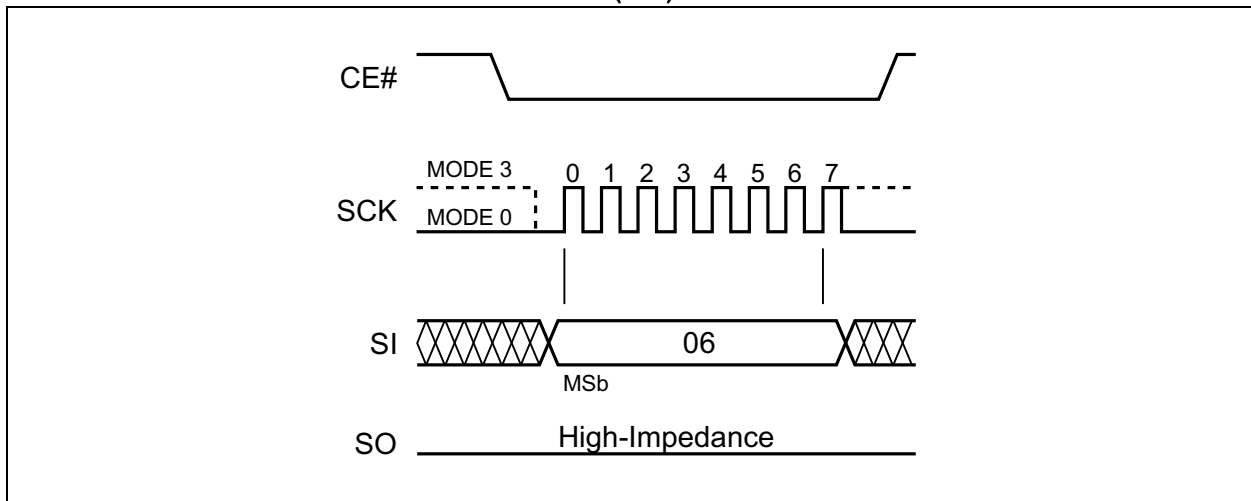 CE#
MODE 3
0 1 2 3 4 5 6 7
SCK
MODE 0
SI
06
MSb
SO
High-Impedance